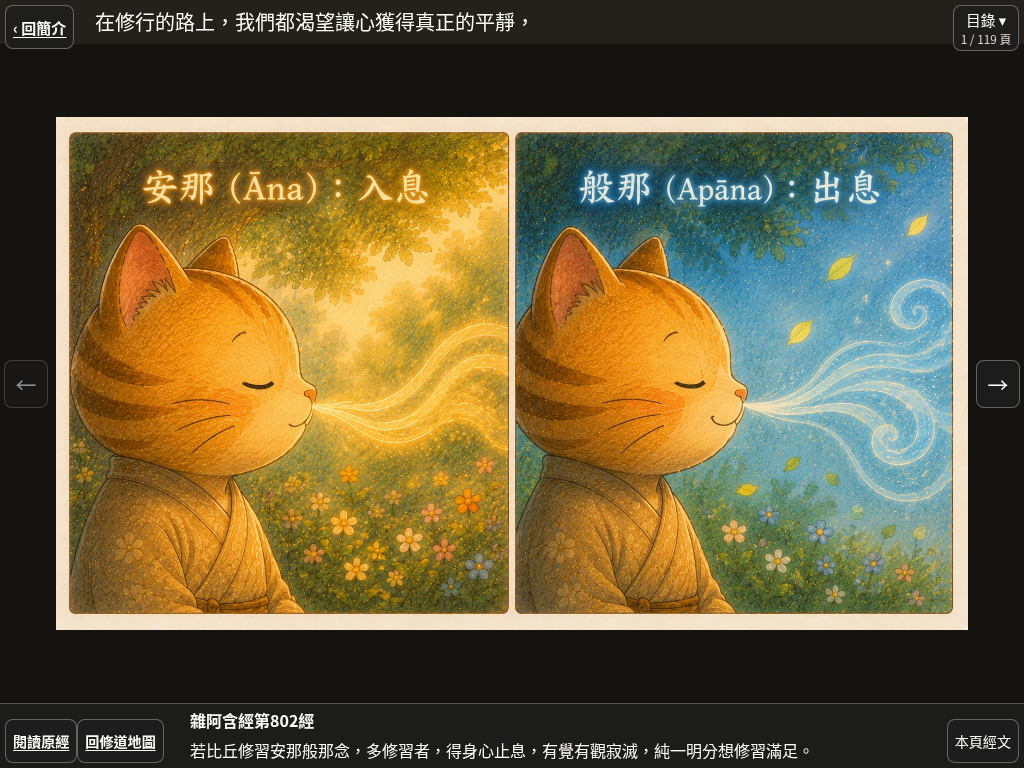 ‹ 回簡介
在修行的路上，我們都渴望讓心獲得真正的平靜，
目錄 ▾
1 / 119 頁
安那（Āna）：入息
般那（Apāna）：出息
←
→
閱讀原經
回修道地圖
雜阿含經第802經
若比丘修習安那般那念，多修習者，得身心止息，有覺有觀寂滅，純一明分想修習滿足。
本頁經文